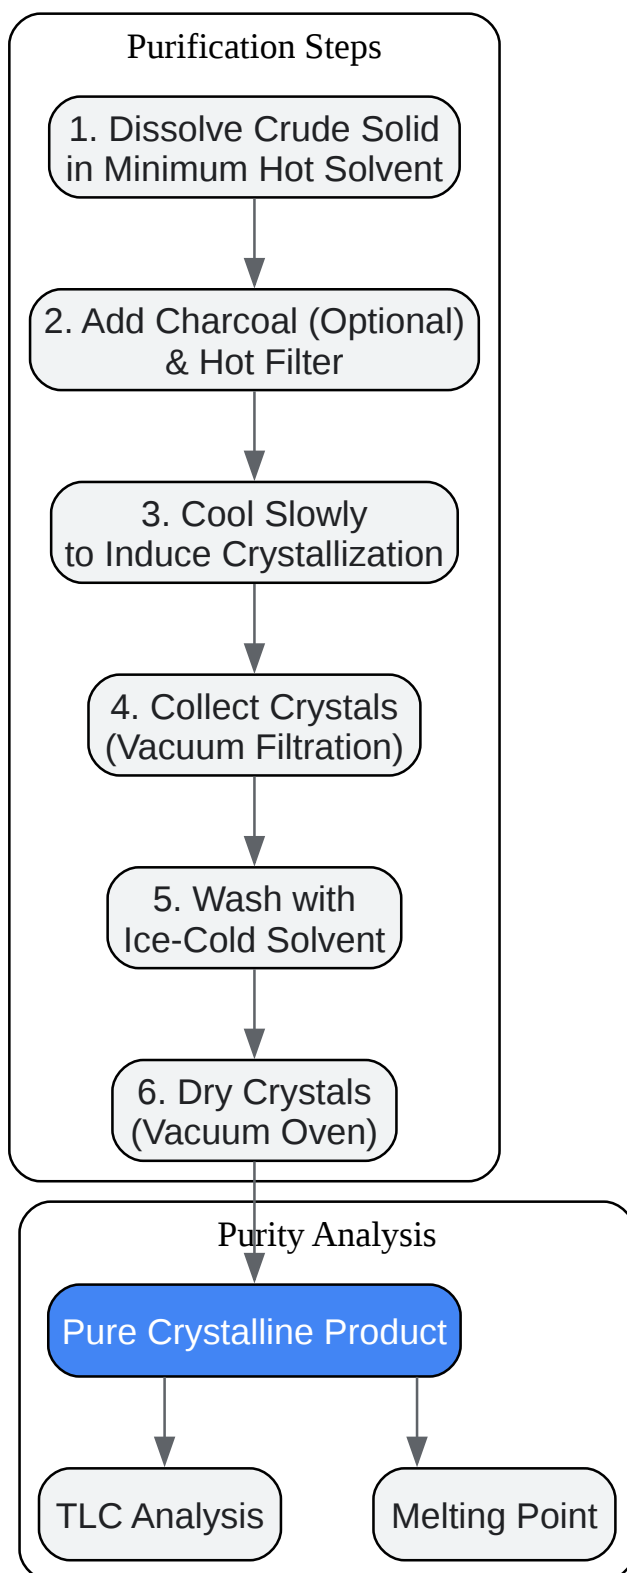 Purification Steps
1. Dissolve Crude Solid
in Minimum Hot Solvent
2. Add Charcoal (Optional)
& Hot Filter
3. Cool Slowly
to Induce Crystallization
4. Collect Crystals
(Vacuum Filtration)
5. Wash with
Ice-Cold Solvent
6. Dry Crystals
(Vacuum Oven)
Purity Analysis
Pure Crystalline Product
TLC Analysis
Melting Point